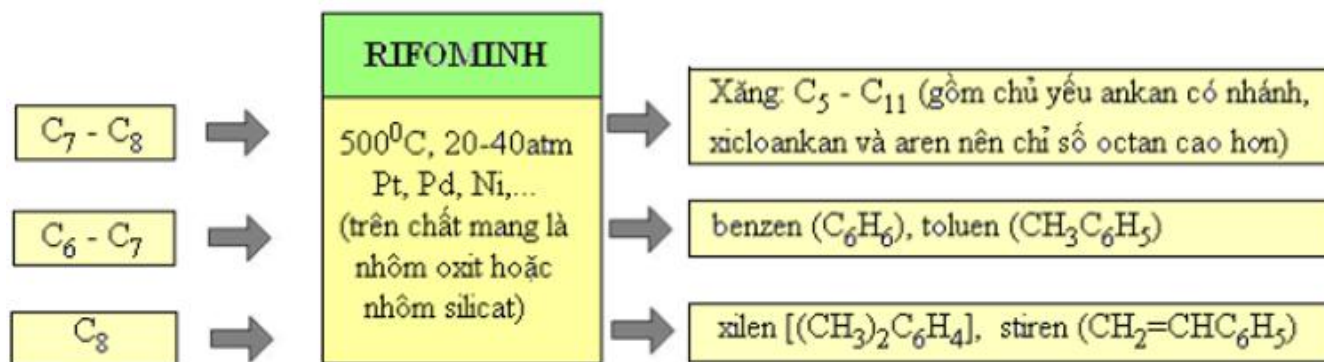 RIFOMINH
C₇ - C₈
C₆ - C₇
C₈
500⁰C, 20-40atm
Pt, Pd, Ni,...
(trên chất mang là
nhôm oxit hoặc
nhôm silicat)
Xăng: C₅ - C₁₁ (gồm chủ yếu ankan có nhánh,
xicloankan và aren nên chỉ số octan cao hơn)
benzen (C₆H₆), toluen (CH₃C₆H₅)
xilen [(CH₃)₂C₆H₄], stiren (CH₂=CHC₆H₅)